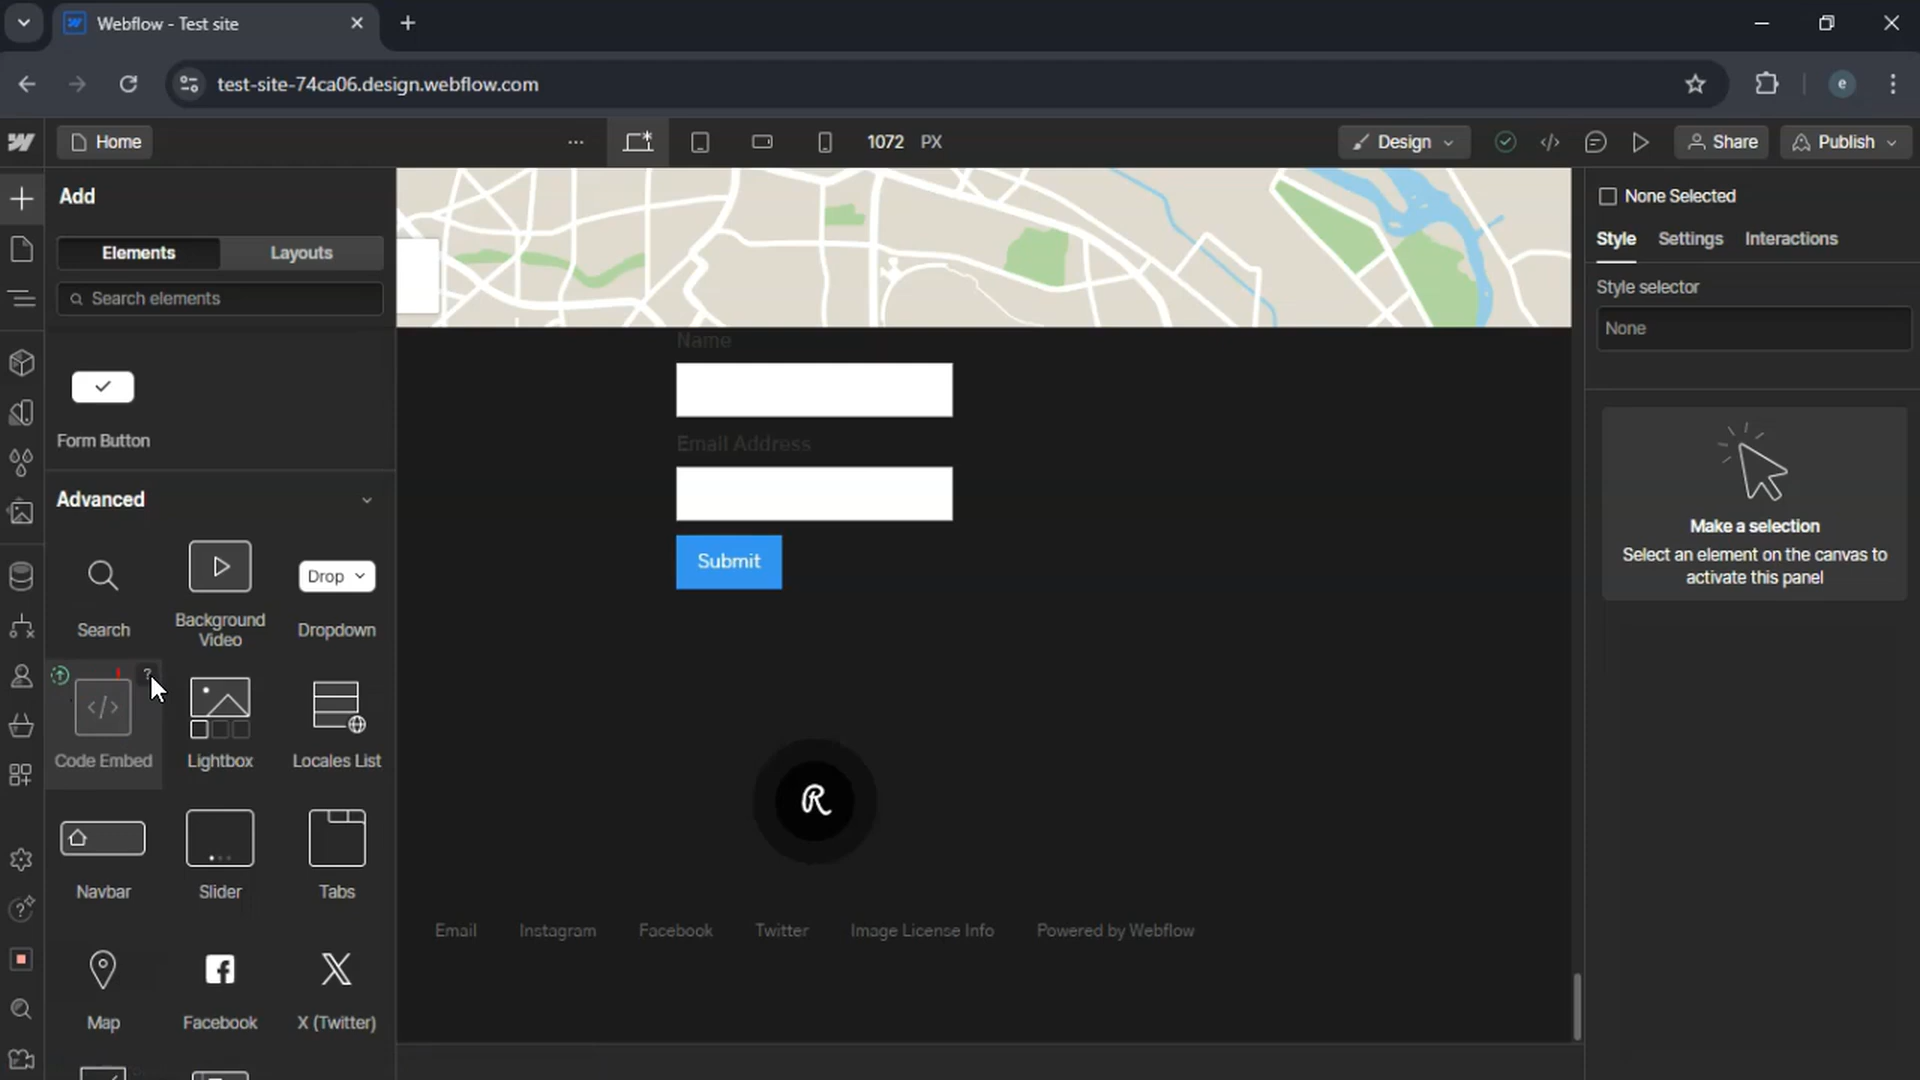 Webflow - Test site
test-site-74ca06.design.webflow.com
e
Home
...
1072 PX
Design
Share
Publish
Add
Elements
Layouts
Search elements
Form Button
Advanced
Search
Background
Video
Drop
Dropdown
?
Code Embed
Lightbox
Locales List
Navbar
Slider
Tabs
Map
Facebook
X (Twitter)
Name
Email Address
Submit
R
Email
Instagram
Facebook
Twitter
Image License Info
Powered by Webflow
None Selected
Style
Settings
Interactions
Style selector
None
Make a selection
Select an element on the canvas to
activate this panel